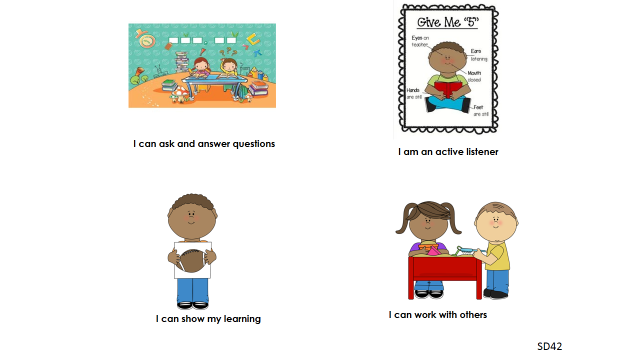 Give Me "5"
Eyes on
teacher
Ears
listening
Mouth
closed
Hands
are still
Feet
are still
I can ask and answer questions
I am an active listener
I can show my learning
I can work with others
SD42